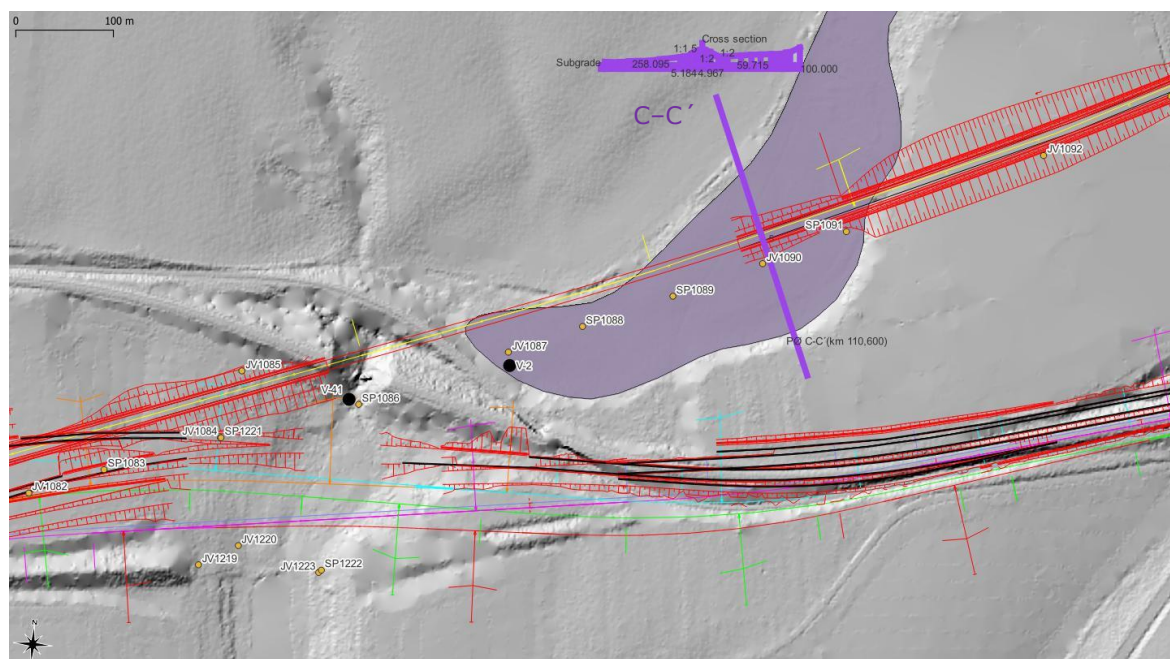 0 100 m
Cross section
1:1.5 1:2
Subgrade 258.095 1:2 59.715 100.000
5.184 4.967
C–C´
JV1092
SP1091
JV1090
SP1089
SP1088
PØ C-C´(km 110,600)
JV1087
V-2
JV1085
V-41
SP1086
JV1084 SP1221
SP1083
JV1082
JV1220
JV1219
JV1223 SP1222
N